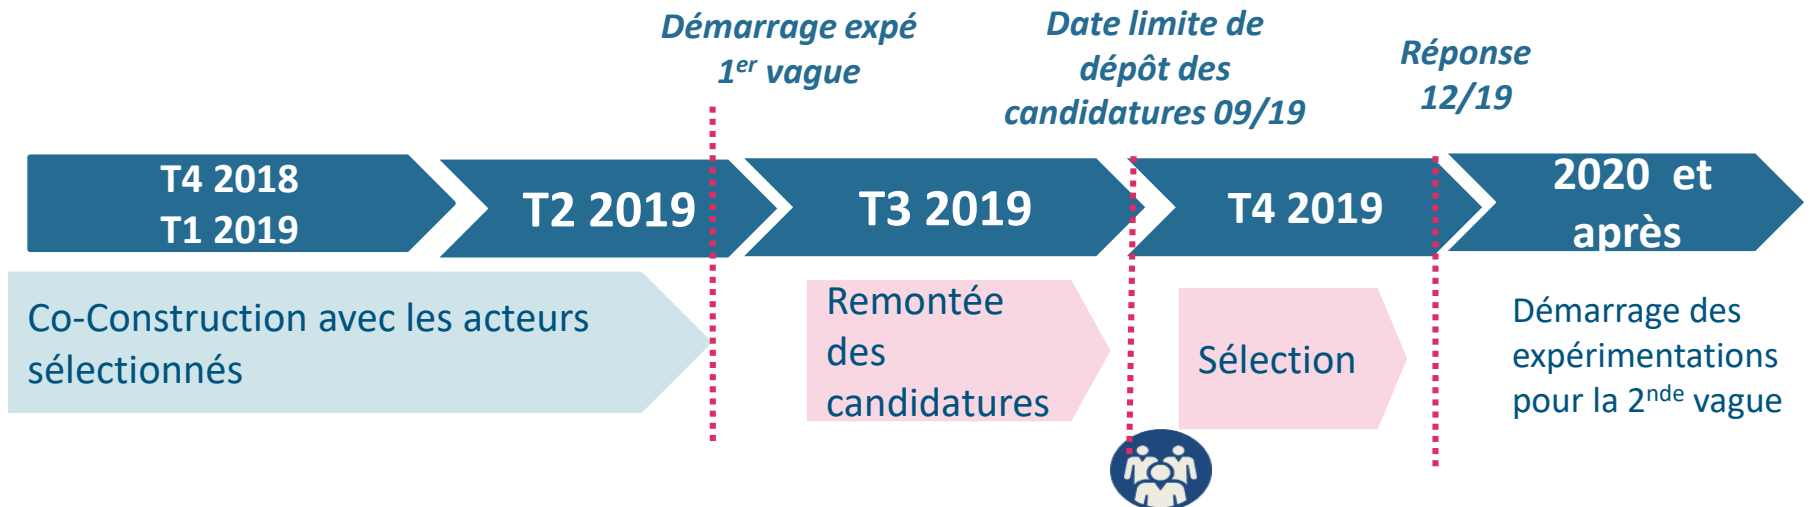 Démarrage expé
1er vague
Date limite de
dépôt des
candidatures 09/19
Réponse
12/19
T4 2018
T1 2019
T2 2019
T3 2019
T4 2019
2020 et
après
Co-Construction avec les acteurs
sélectionnés
Remontée
des
candidatures
Sélection
Démarrage des
expérimentations
pour la 2nde vague